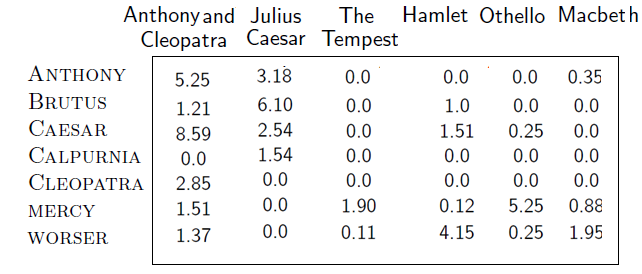 Anthony and Julius The Hamlet Othello Macbeth
Cleopatra Caesar Tempest
ANTHONY 5.25 3.18 0.0 0.0 0.0 0.35
BRUTUS 1.21 6.10 0.0 1.0 0.0 0.0
CAESAR 8.59 2.54 0.0 1.51 0.25 0.0
CALPURNIA 0.0 1.54 0.0 0.0 0.0 0.0
CLEOPATRA 2.85 0.0 0.0 0.0 0.0 0.0
MERCY 1.51 0.0 1.90 0.12 5.25 0.88
WORSER 1.37 0.0 0.11 4.15 0.25 1.95